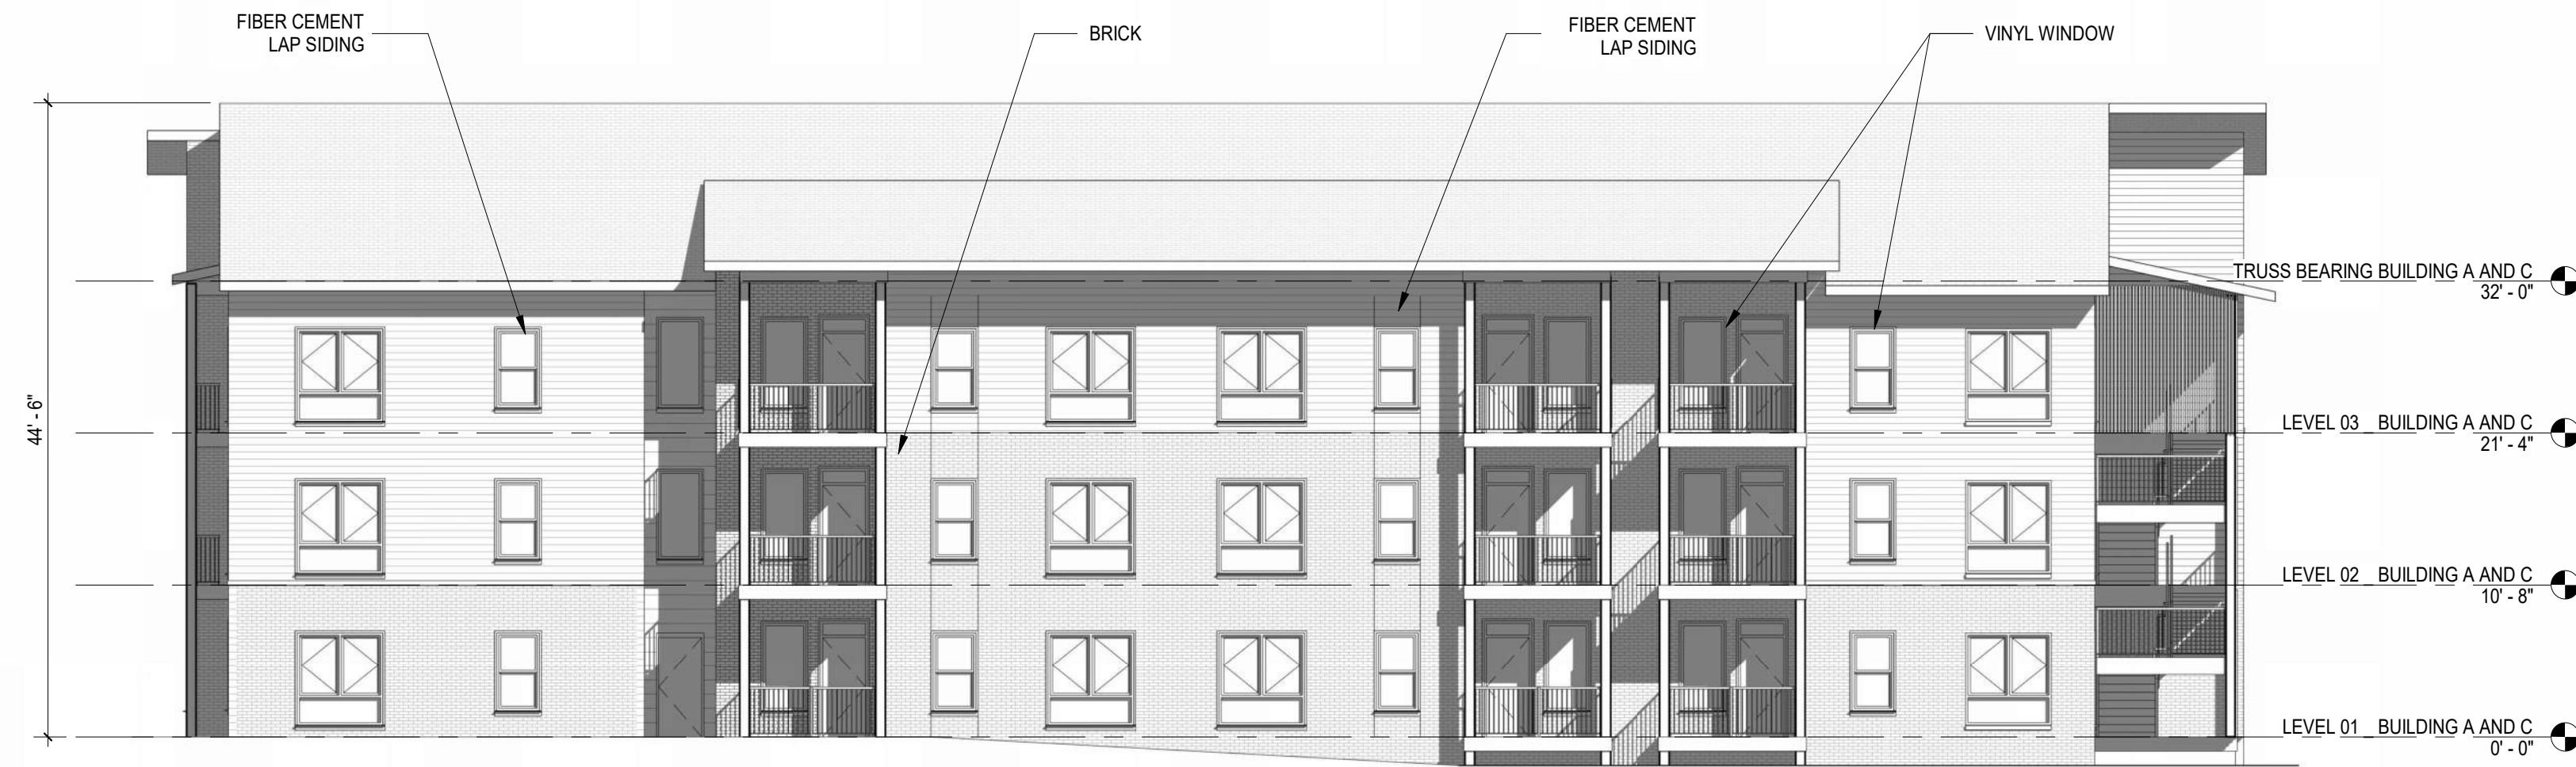 FIBER CEMENT
LAP SIDING
BRICK
FIBER CEMENT
LAP SIDING
VINYL WINDOW
44' - 6"
TRUSS BEARING BUILDING A AND C
32' - 0"
LEVEL 03 _ BUILDING A AND C
21' - 4"
LEVEL 02 _ BUILDING A AND C
10' - 8"
LEVEL 01 _ BUILDING A AND C
0' - 0"